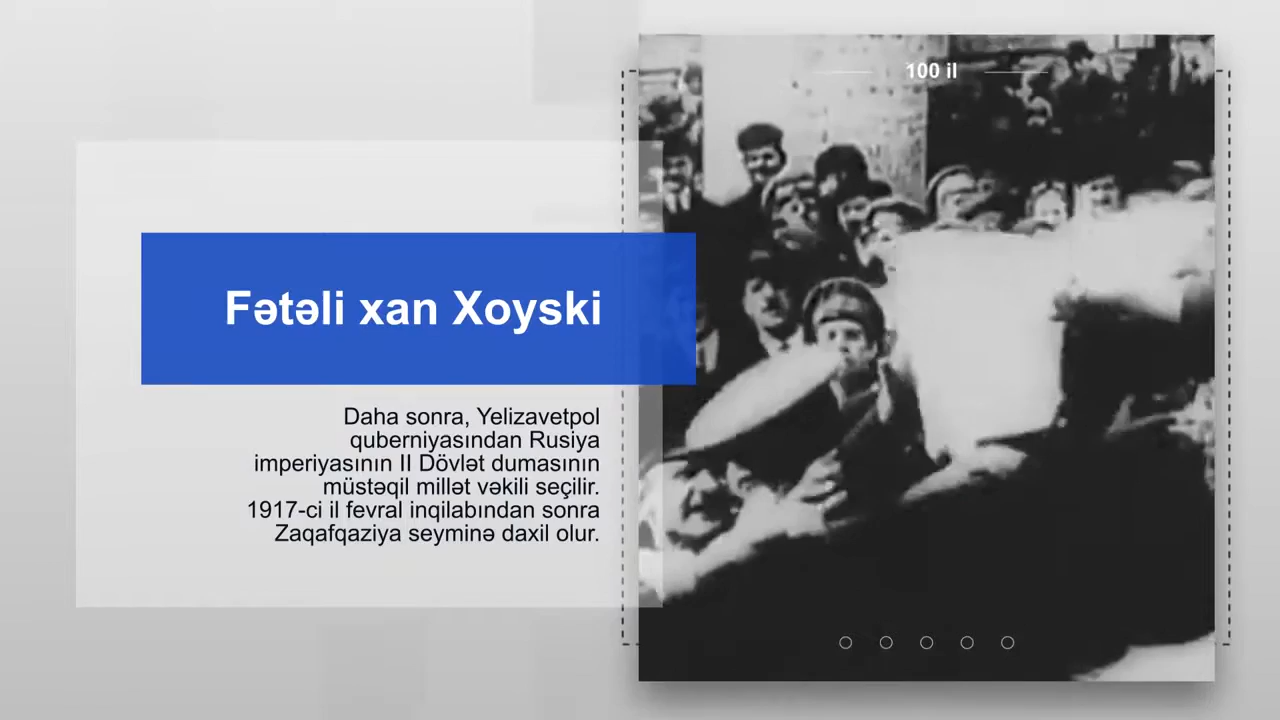 100 il
Fətəli xan Xoyski
Daha sonra, Yelizavetpol
quberniyasından Rusiya
imperiyasının II Dövlət dumasının
müstəqil millət vəkili seçilir.
1917-ci il fevral inqilabından sonra
Zaqafqaziya seyminə daxil olur.